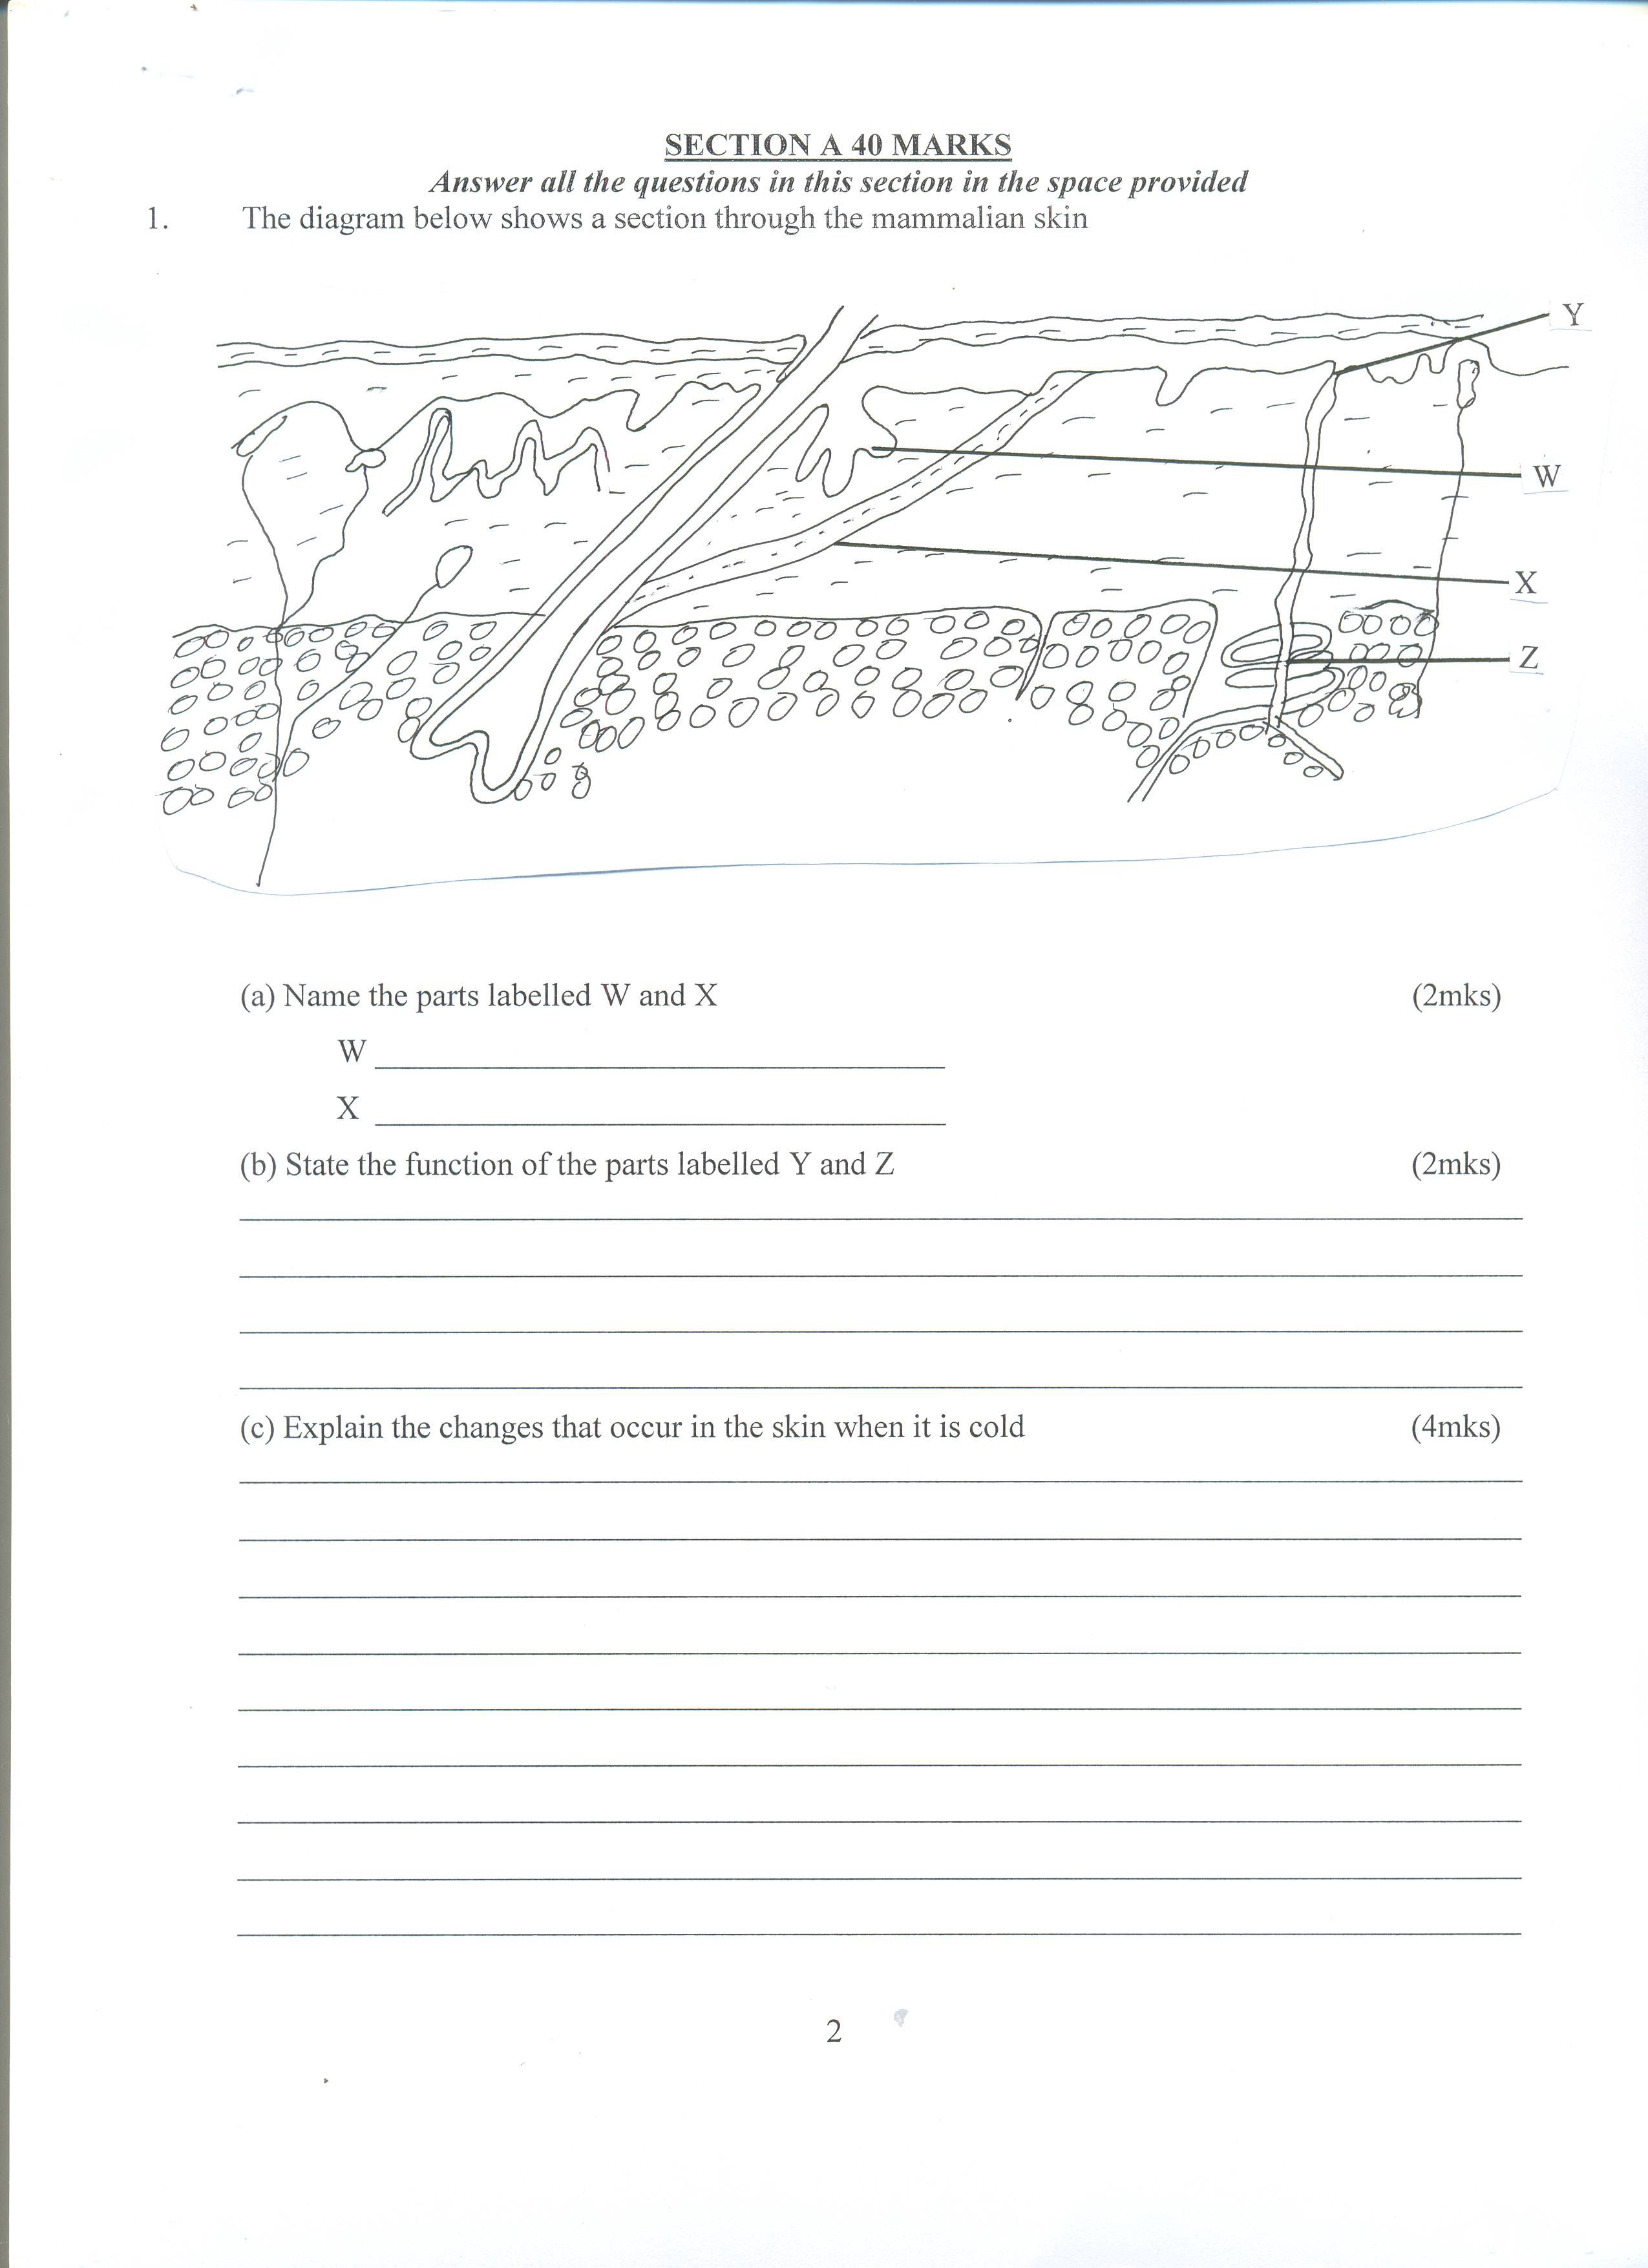 SECTION A 40 MARKS
Answer all the questions in this section in the space provided
1. The diagram below shows a section through the mammalian skin
Y
W
X
Z
(a) Name the parts labelled W and X (2mks)
W
X
(b) State the function of the parts labelled Y and Z (2mks)
(c) Explain the changes that occur in the skin when it is cold (4mks)
2